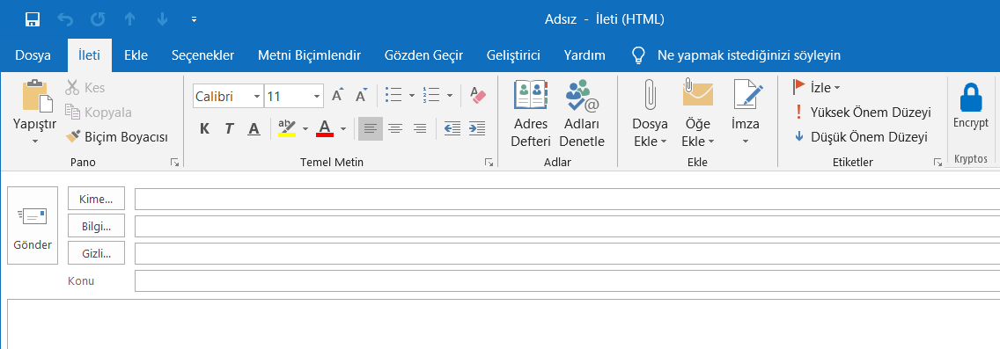 Adsız - İleti (HTML)
Dosya İleti Ekle Seçenekler Metni Biçimlendir Gözden Geçir Geliştirici Yardım Ne yapmak istediğinizi söyleyin
Yapıştır
Kes
Kopyala
Biçim Boyacısı
Pano
Calibri 11
K T A ab A
Temel Metin
Adres
Defteri
Adları
Denetle
Adlar
Dosya
Ekle
Öğe
Ekle
İmza
Ekle
İzle
Yüksek Önem Düzeyi
Düşük Önem Düzeyi
Etiketler
Encrypt
Kryptos
Gönder
Kime...
Bilgi...
Gizli...
Konu